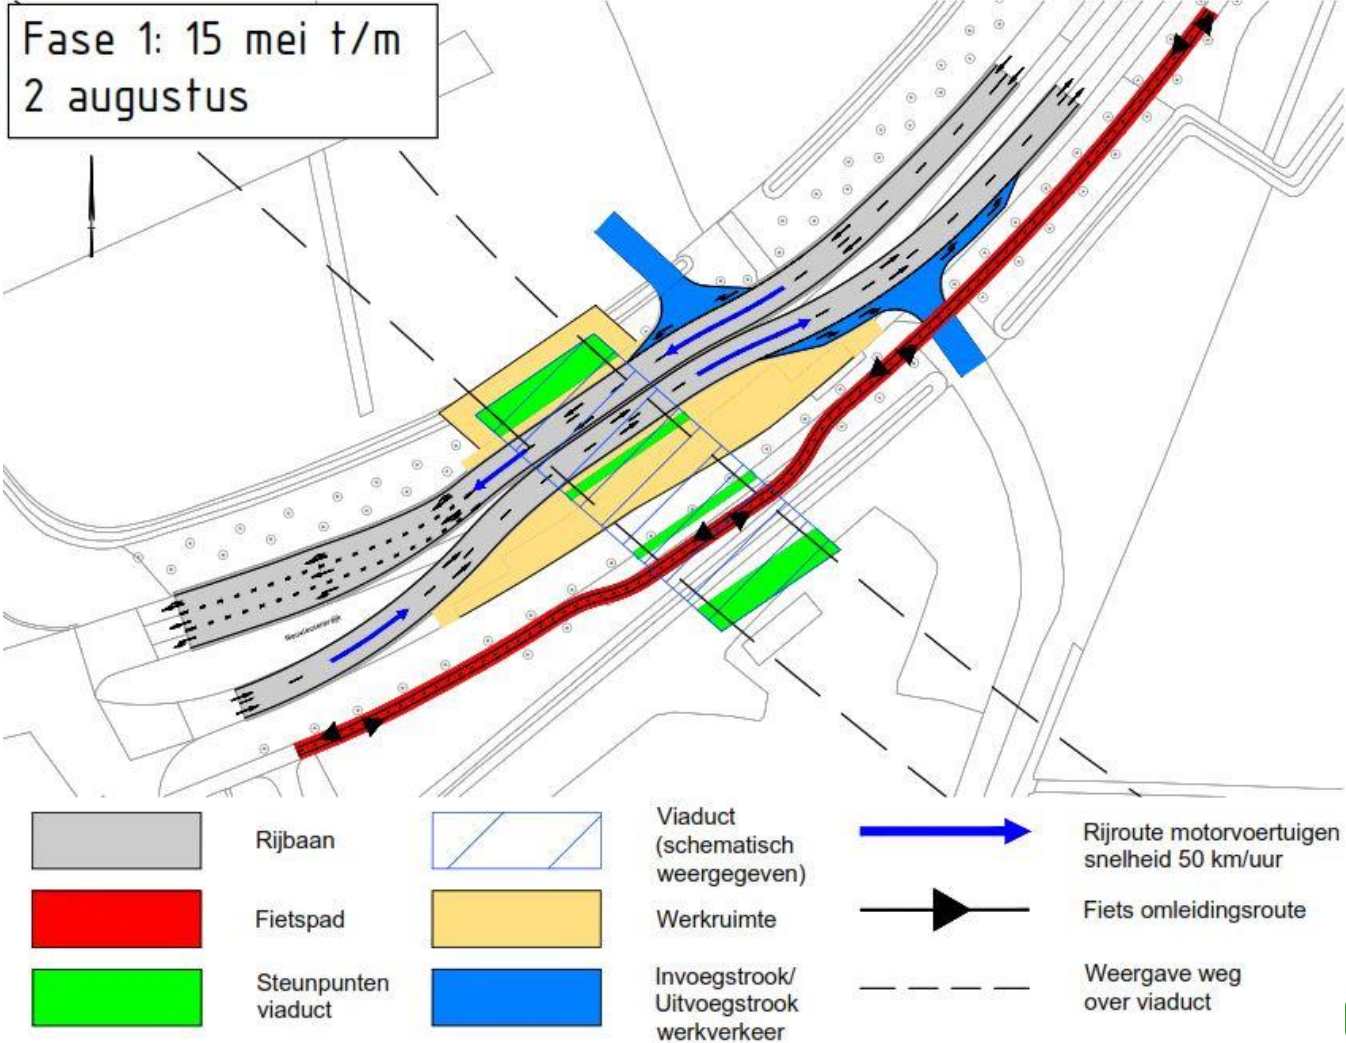 Fase 1: 15 mei t/m
2 augustus
Rijbaan
Fietspad
Steunpunten
viaduct
Viaduct
(schematisch
weergegeven)
Werkruimte
Invoegstrook/
Uitvoegstrook
werkverkeer
Rijroute motorvoertuigen
snelheid 50 km/uur
Fiets omleidingsroute
Weergave weg
over viaduct